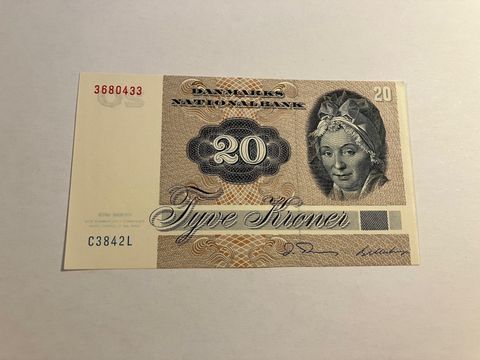 3680433
DANMARKS
NATIONALBANK
20
20
Tyve Kroner
C3842L